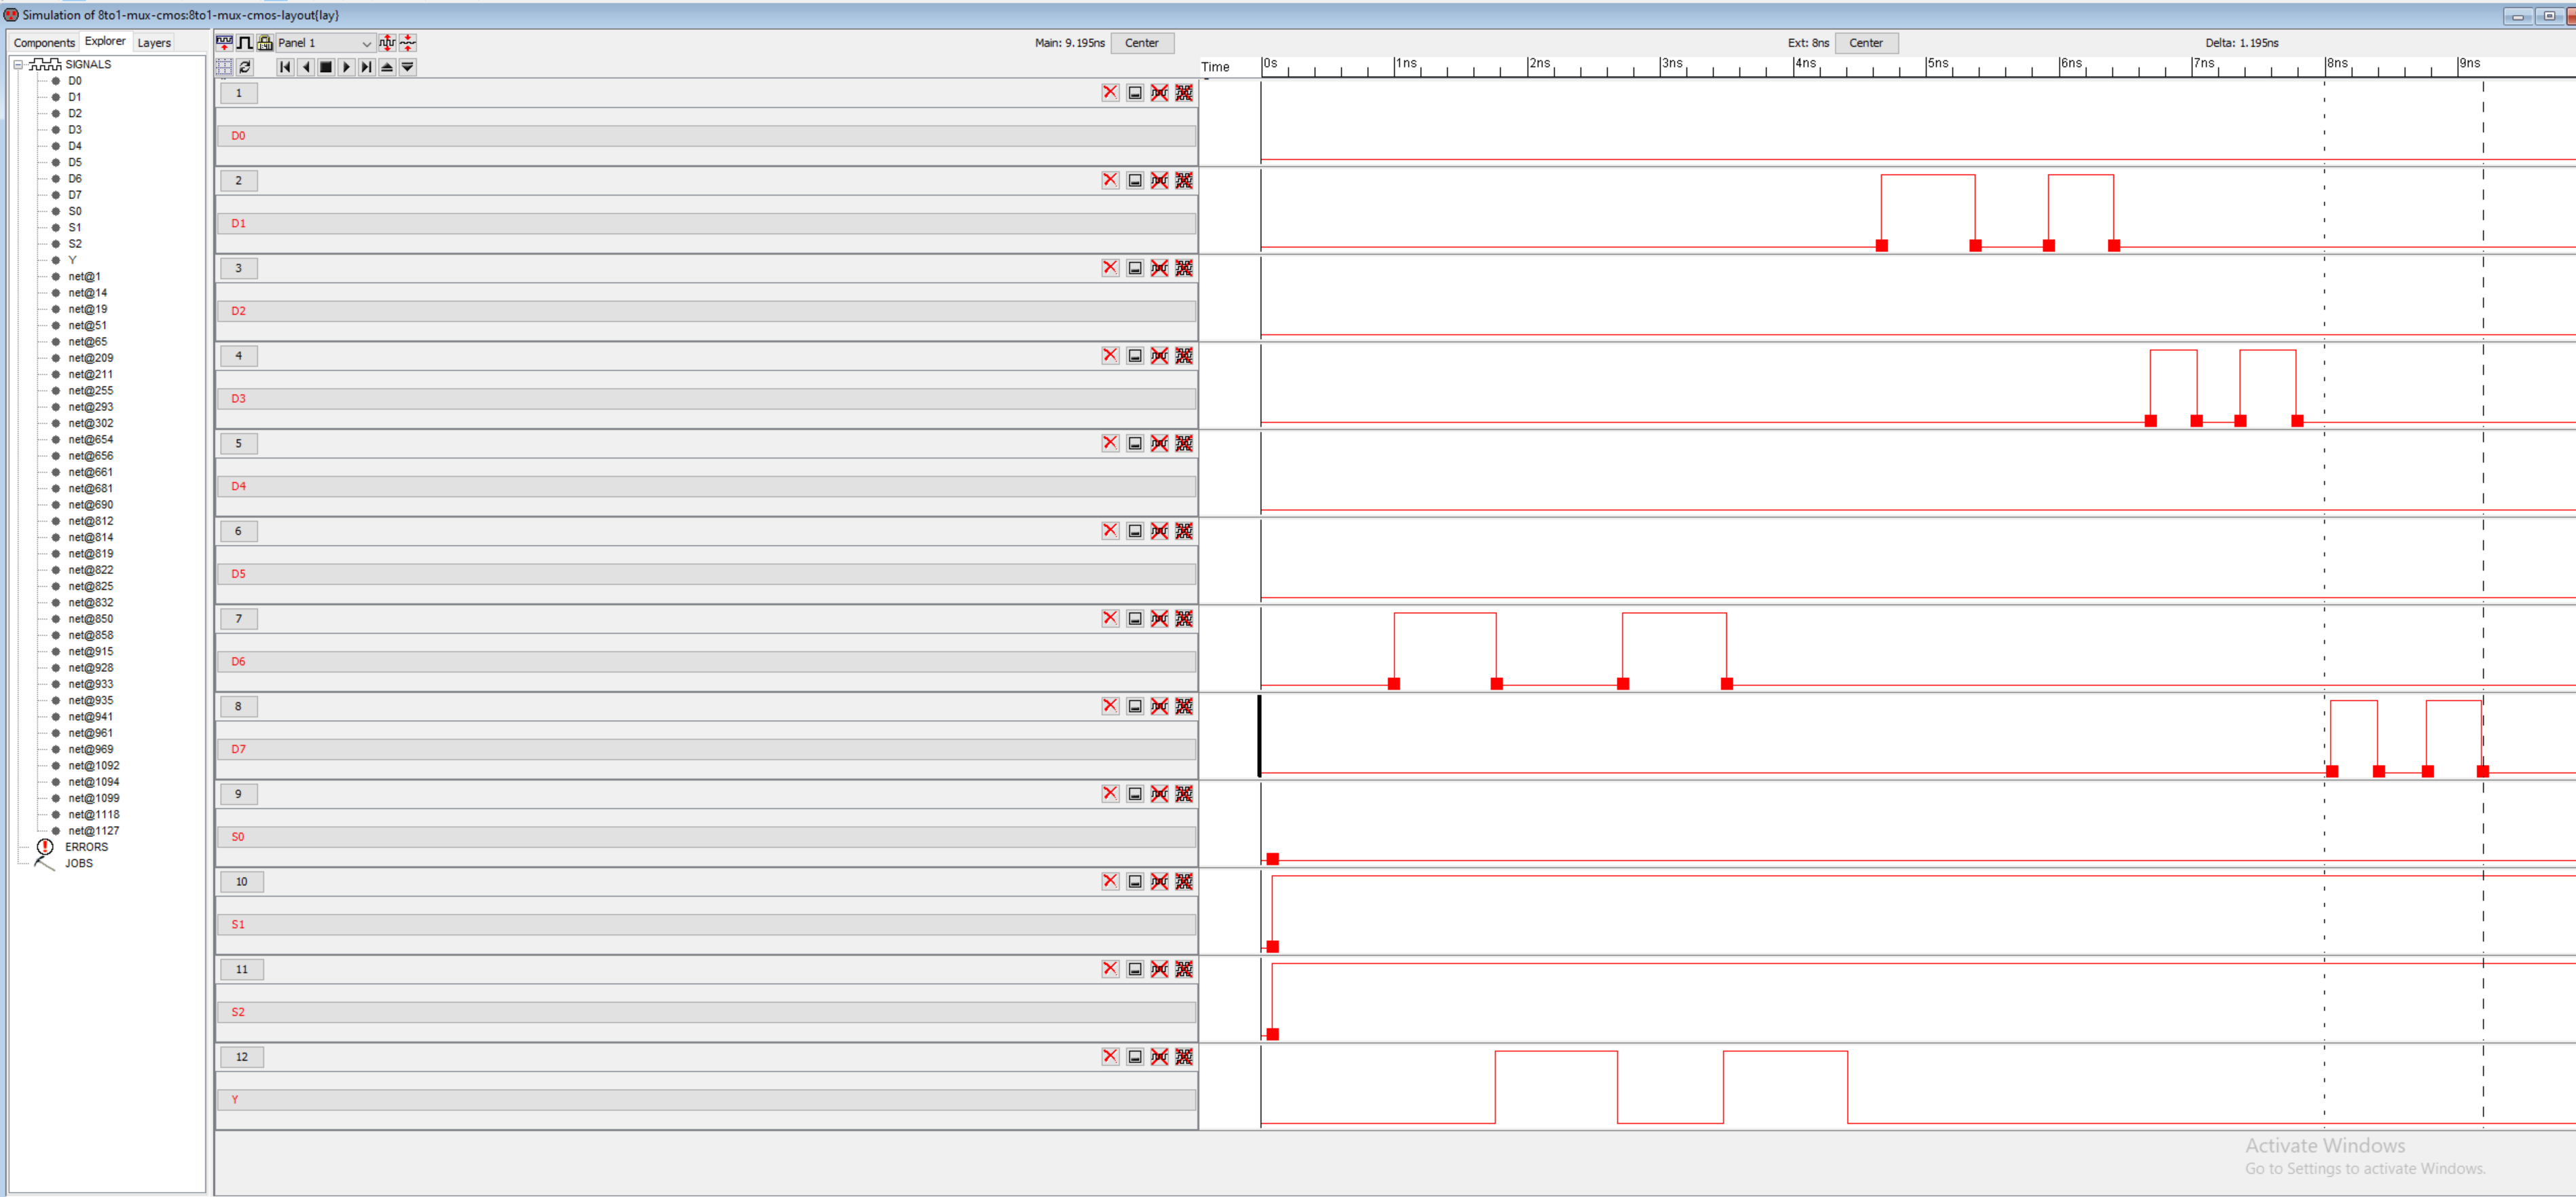 Simulation of 8to1-mux-cmos:8to1-mux-cmos-layout{lay}
Components Explorer Layers
Panel 1
Main: 9.195ns Center Ext: 8ns Center Delta: 1.195ns
Time 0s 1ns 2ns 3ns 4ns 5ns 6ns 7ns 8ns 9ns
SIGNALS
D0
D1
D2
D3
D4
D5
D6
D7
S0
S1
S2
Y
net@1
net@14
net@19
net@51
net@65
net@209
net@211
net@255
net@293
net@302
net@654
net@656
net@661
net@681
net@690
net@812
net@814
net@819
net@822
net@825
net@832
net@850
net@858
net@915
net@928
net@933
net@935
net@941
net@961
net@969
net@1092
net@1094
net@1099
net@1118
net@1127
ERRORS
JOBS
1
D0
2
D1
3
D2
4
D3
5
D4
6
D5
7
D6
8
D7
9
S0
10
S1
11
S2
12
Y
Activate Windows
Go to Settings to activate Windows.